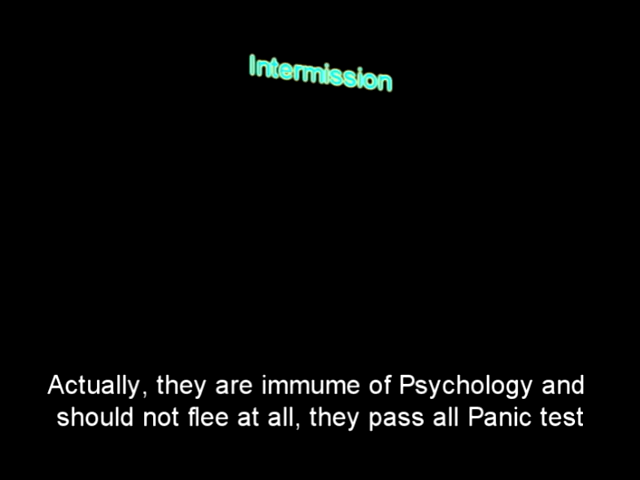 Intermission
Actually, they are immume of Psychology and
should not flee at all, they pass all Panic test